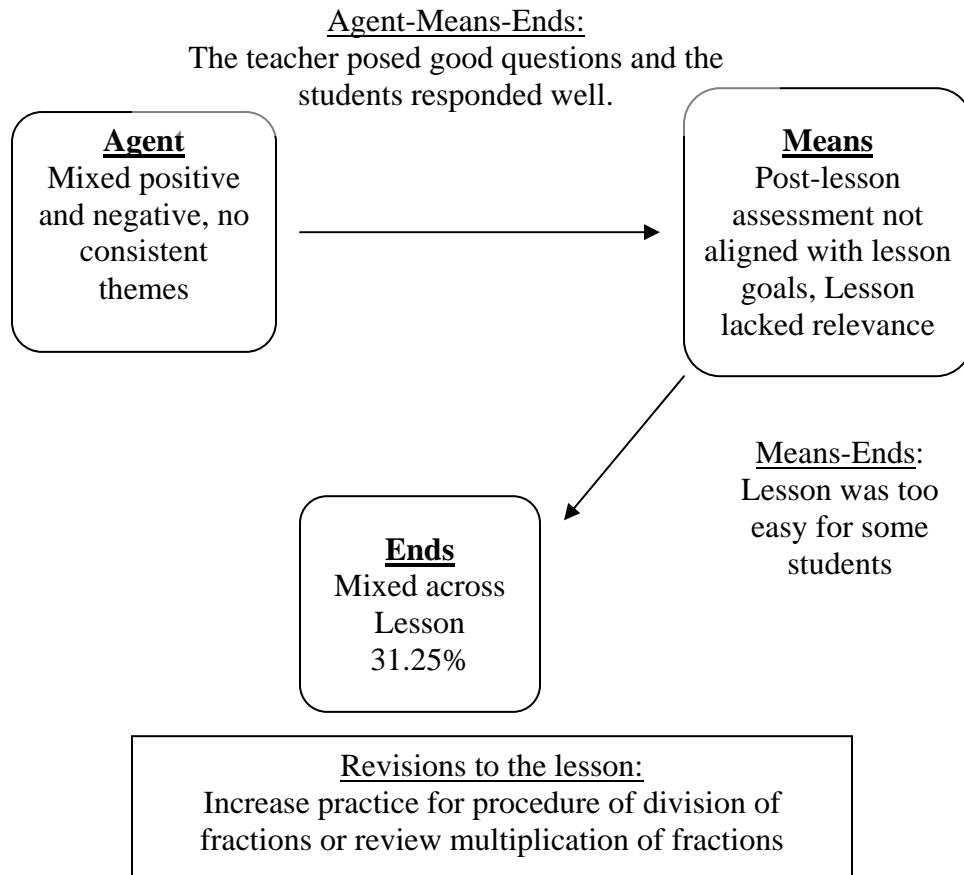 Agent-Means-Ends:
The teacher posed good questions and the
students responded well.
Agent
Mixed positive
and negative, no
consistent
themes
Means
Post-lesson
assessment not
aligned with lesson
goals, Lesson
lacked relevance
Means-Ends:
Lesson was too
easy for some
students
Ends
Mixed across
Lesson
31.25%
Revisions to the lesson:
Increase practice for procedure of division of
fractions or review multiplication of fractions